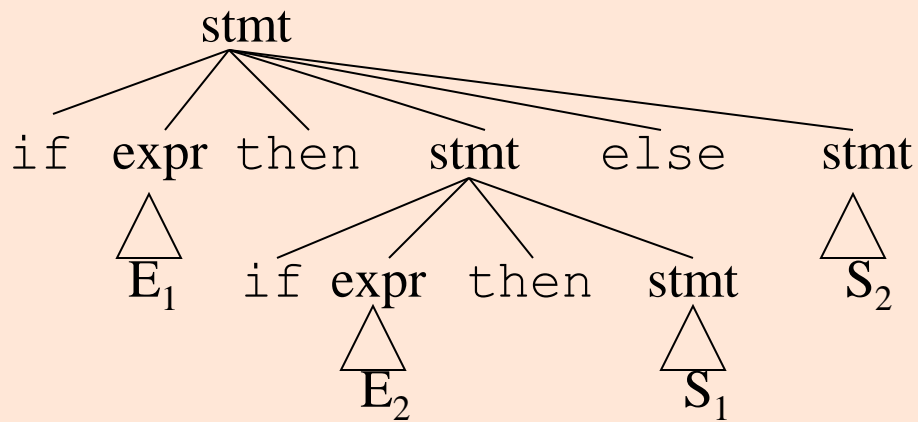 stmt
if expr then stmt else stmt
E₁ if expr then stmt S₂
E₂ S₁